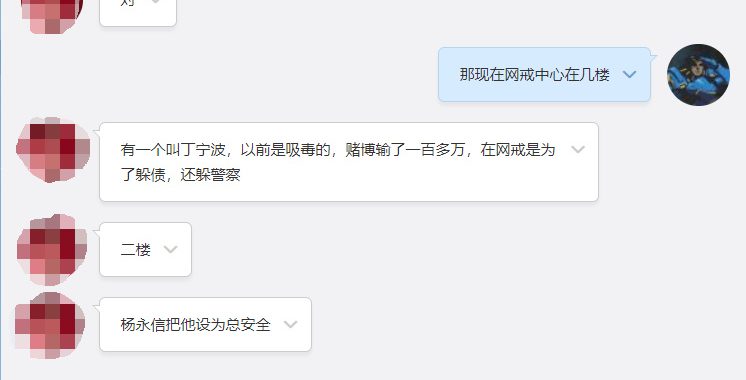 对
那现在网戒中心在几楼
有一个叫丁宁波，以前是吸毒的，赌博输了一百多万，在网戒是为
了躲债，还躲警察
二楼
杨永信把他设为总安全